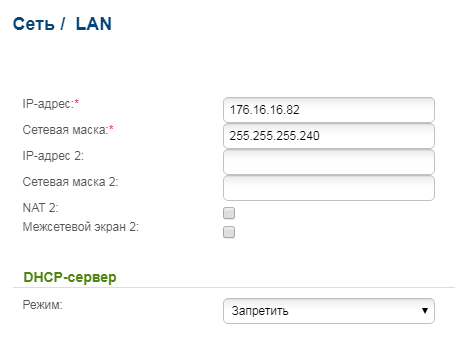 Сеть / LAN
IP-адрес:* 176.16.16.82
Сетевая маска:* 255.255.255.240
IP-адрес 2:
Сетевая маска 2:
NAT 2:
Межсетевой экран 2:
DHCP-сервер
Режим: Запретить